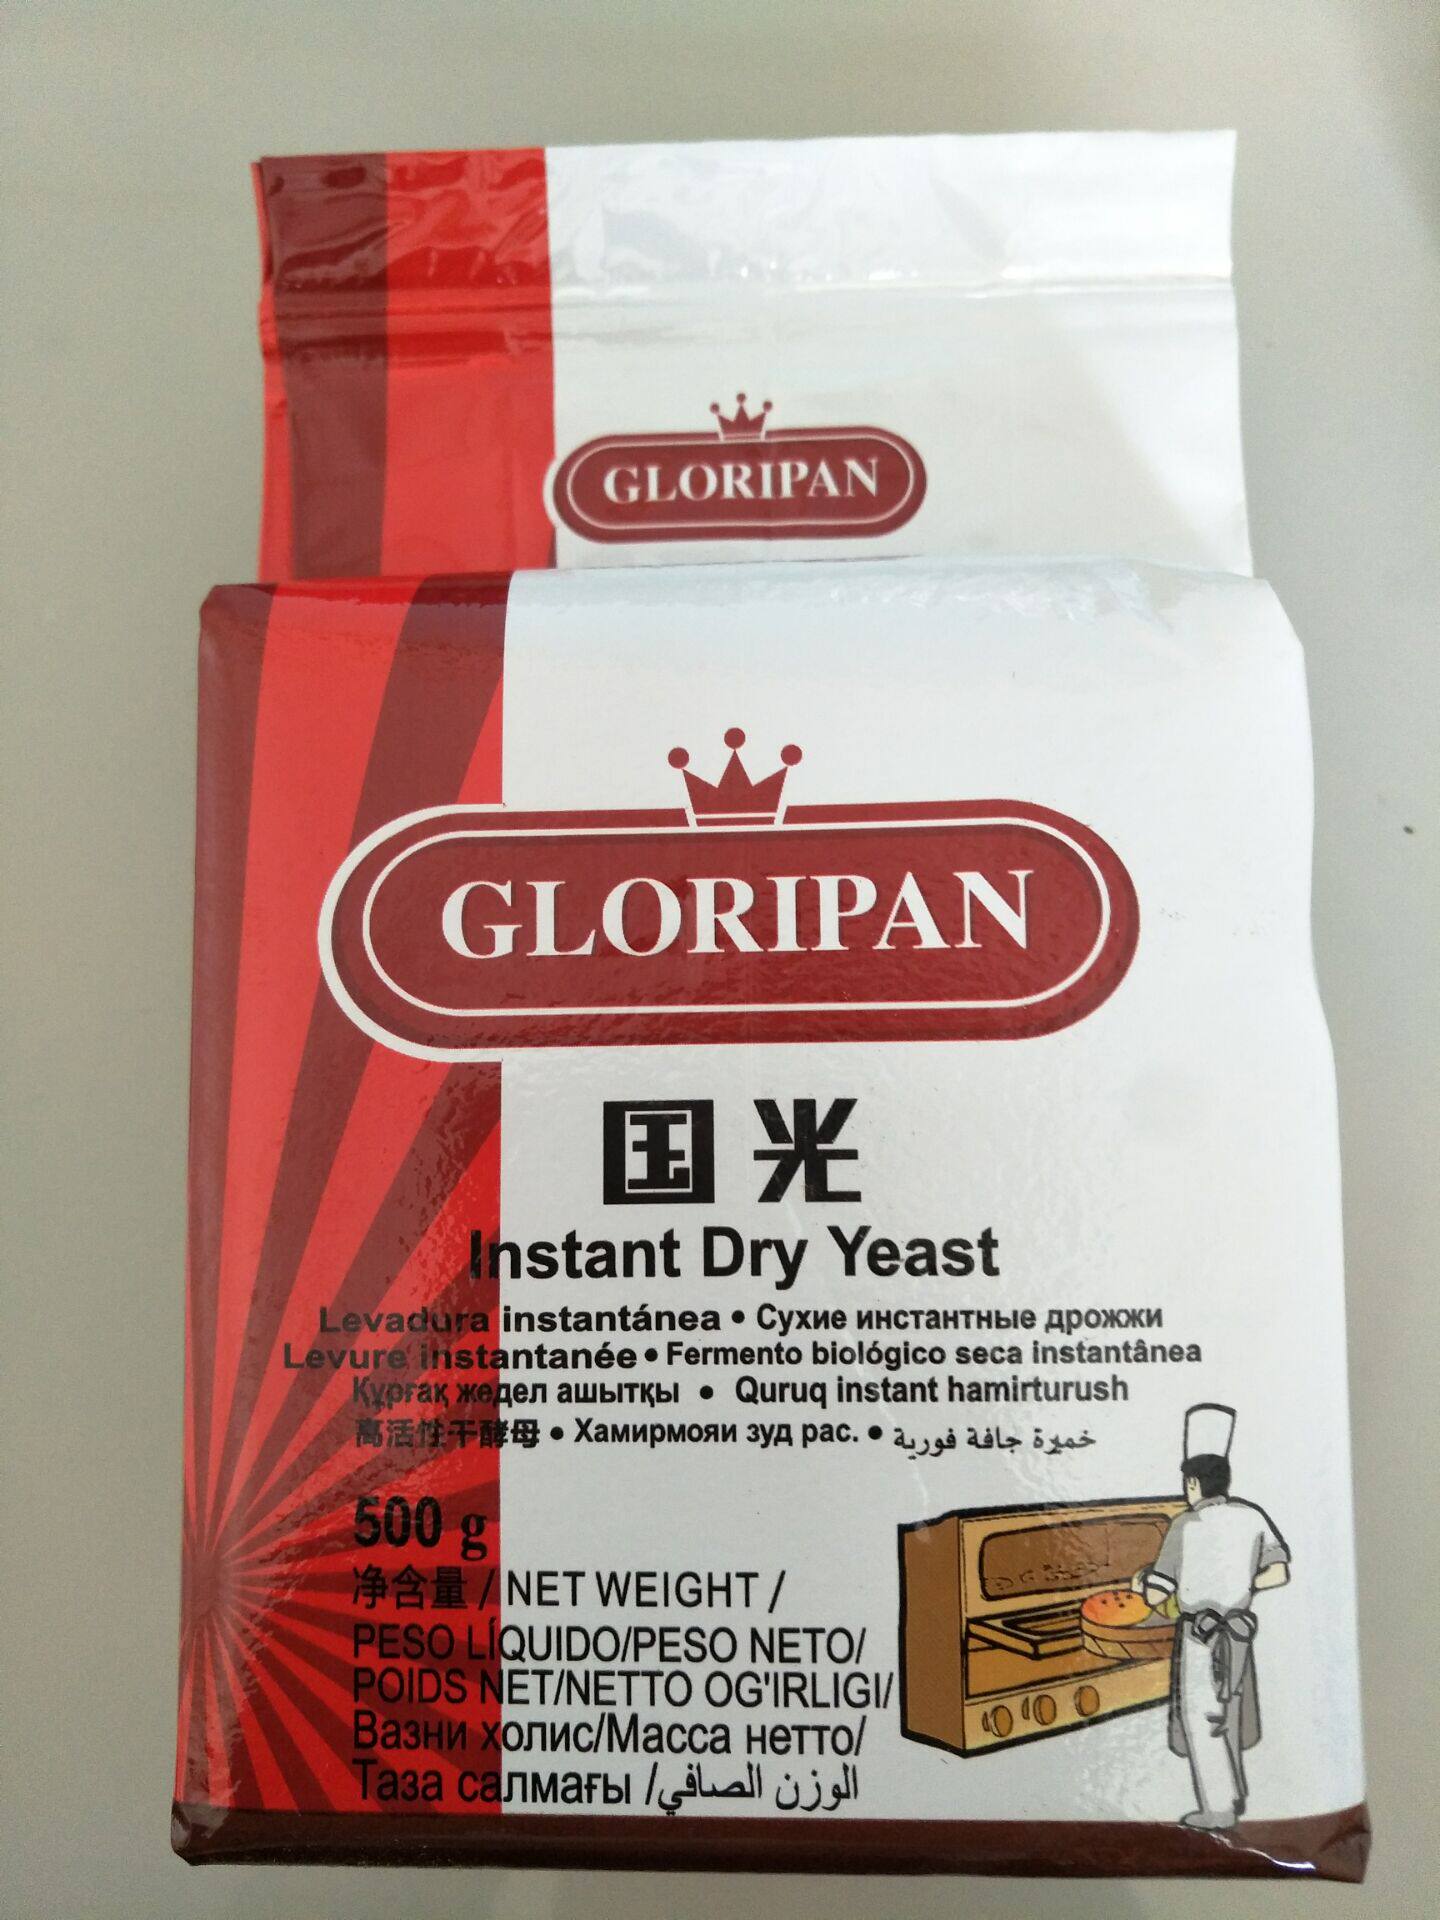 GLORIPAN
GLORIPAN
国光
Instant Dry Yeast
Levadura instantánea • Сухие инстантные дрожжи
Levure instantanée • Fermento biológico seca instantânea
Құрғақ жедел ашытқы • Quruq instant hamirturush
高活性干酵母 • Хамирмояи зуд рас. • خميرة جافة فورية
500 g
净含量 / NET WEIGHT /
PESO LÍQUIDO/PESO NETO/
POIDS NET/NETTO OG'IRLIGI/
Вазни холис/Масса нетто/
Таза салмағы / الوزن الصافي